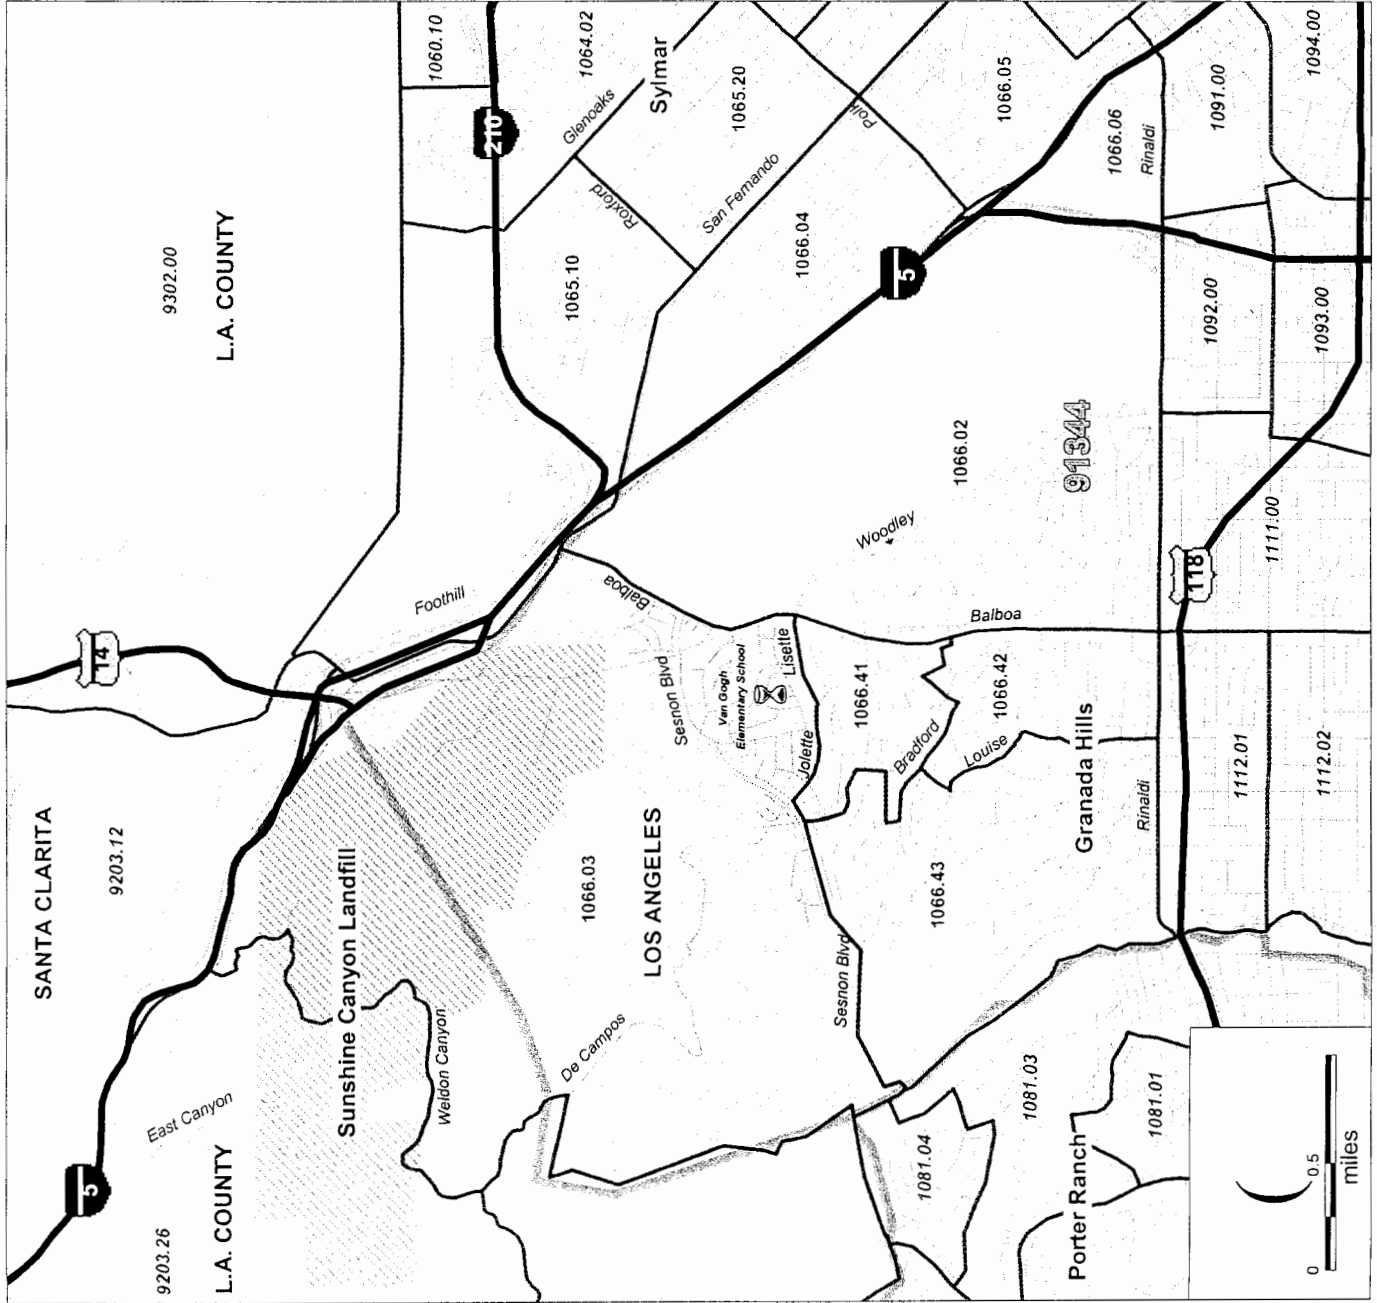 SANTA CLARITA
9203.12
9203.26
L.A. COUNTY
5
East Canyon
14
9302.00
L.A. COUNTY
Sunshine Canyon Landfill
Weldon Canyon
Foothill
1060.10
210
1064.02
Glenoaks
Sylmar
Roxford
1065.10
1065.20
San Fernando
Polk
1066.04
1066.05
5
1066.03
LOS ANGELES
De Campos
Balboa
Sesnon Blvd
Van Gogh
Elementary School
Lisette
Jolette
Woodley
1066.02
91344
1066.06
Rinaldi
1091.00
1094.00
1092.00
1093.00
Balboa
1066.41
Bradford
Louise
1066.42
1066.43
Sesnon Blvd
Granada Hills
Rinaldi
118
1111.00
1112.01
1112.02
1081.04
1081.03
1081.01
Porter Ranch
0
0.5
miles